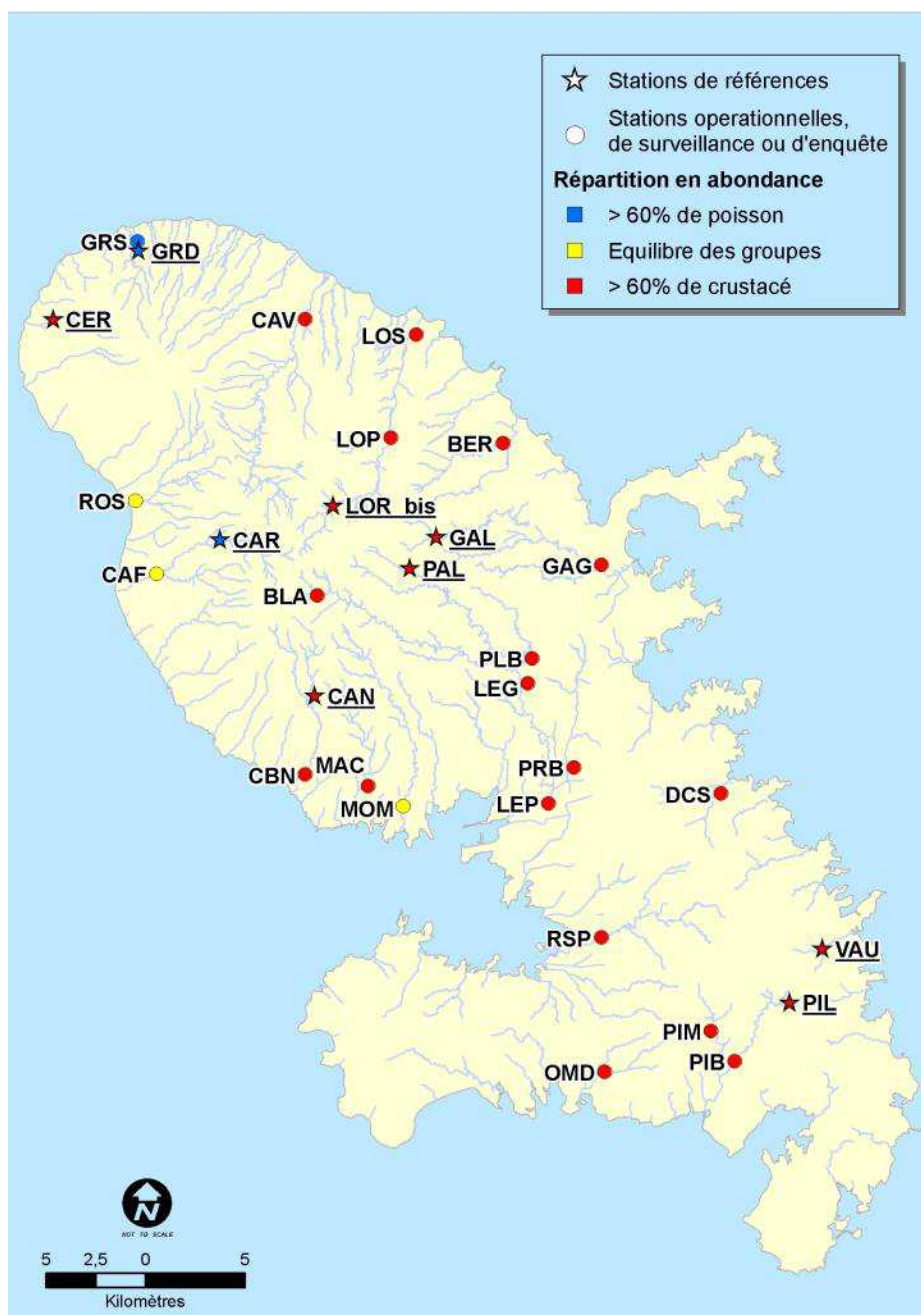 Stations de références
Stations operationnelles,
de surveillance ou d'enquête
Répartition en abondance
> 60% de poisson
Equilibre des groupes
> 60% de crustacé
GRS
GRD
CER
CAV
LOS
LOP
BER
ROS
LOR bis
CAR
GAL
CAF
PAL
GAG
BLA
PLB
LEG
CAN
CBN
MAC
PRB
MOM
LEP
DCS
RSP
VAU
PIL
PIM
PIB
OMD
N
NOT TO SCALE
5 2,5 0 5
Kilomètres